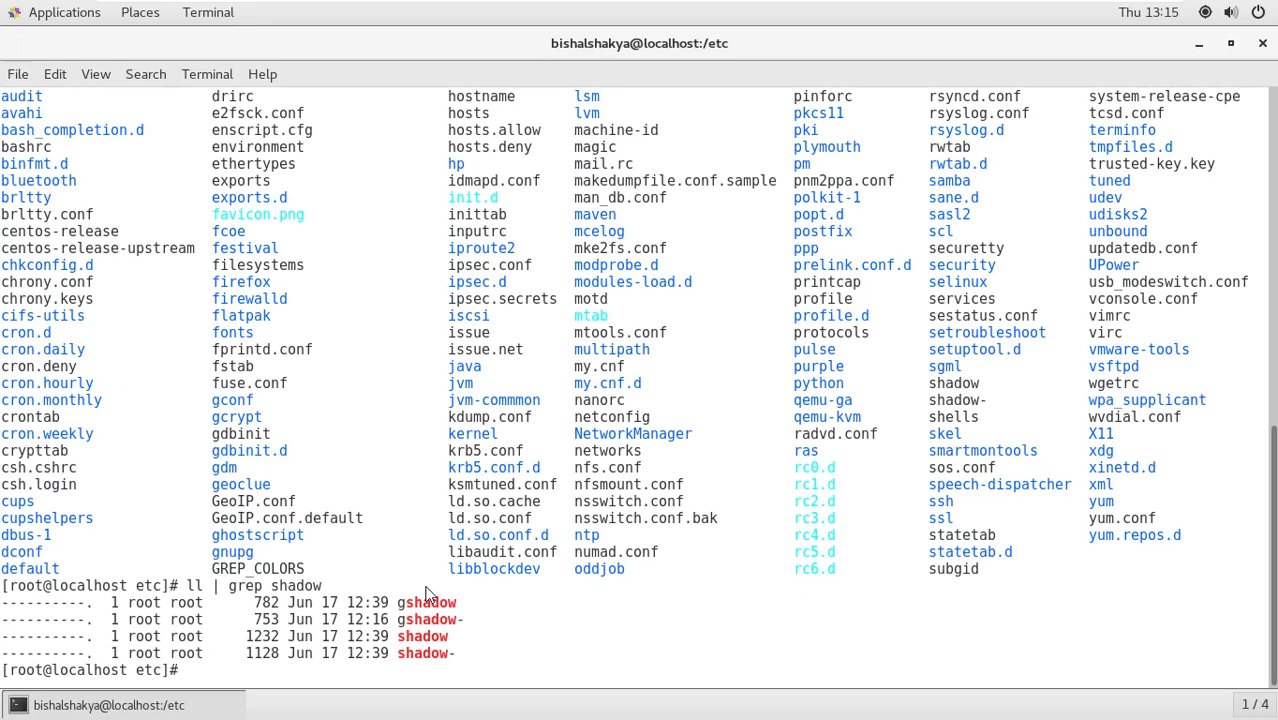 Applications Places Terminal Thu 13:15
bishalshakya@localhost:/etc
File Edit View Search Terminal Help
audit drirc hostname lsm pinforc rsyncd.conf system-release-cpe
avahi e2fsck.conf hosts lvm pkcs11 rsyslog.conf tcsd.conf
bash_completion.d enscript.cfg hosts.allow machine-id pki rsyslog.d terminfo
bashrc environment hosts.deny magic plymouth rwtab tmpfiles.d
binfmt.d ethertypes hp mail.rc pm rwtab.d trusted-key.key
bluetooth exports idmapd.conf makedumpfile.conf.sample pnm2ppa.conf samba tuned
brltty exports.d init.d man_db.conf polkit-1 sane.d udev
brltty.conf favicon.png inittab maven popt.d sasl2 udisks2
centos-release fcoe inputrc mcelog postfix scl unbound
centos-release-upstream festival iproute2 mke2fs.conf ppp securetty updatedb.conf
chkconfig.d filesystems ipsec.conf modprobe.d prelink.conf.d security UPower
chrony.conf firefox ipsec.d modules-load.d printcap selinux usb_modeswitch.conf
chrony.keys firewalld ipsec.secrets motd profile services vconsole.conf
cifs-utils flatpak iscsi mtab profile.d sestatus.conf vimrc
cron.d fonts issue mtools.conf protocols setroubleshoot virc
cron.daily fprintd.conf issue.net multipath pulse setuptool.d vmware-tools
cron.deny fstab java my.cnf purple sgml vsftpd
cron.hourly fuse.conf jvm my.cnf.d python shadow wgetrc
cron.monthly gconf jvm-commmon nanorc qemu-ga shadow- wpa_supplicant
crontab gcrypt kdump.conf netconfig qemu-kvm shells wvdial.conf
cron.weekly gdbinit kernel NetworkManager radvd.conf skel X11
crypttab gdbinit.d krb5.conf networks ras smartmontools xdg
csh.cshrc gdm krb5.conf.d nfs.conf rc0.d sos.conf xinetd.d
csh.login geoclue ksmtuned.conf nfsmount.conf rc1.d speech-dispatcher xml
cups GeoIP.conf ld.so.cache nsswitch.conf rc2.d ssh yum
cupshelpers GeoIP.conf.default ld.so.conf nsswitch.conf.bak rc3.d ssl yum.conf
dbus-1 ghostscript ld.so.conf.d ntp rc4.d statetab yum.repos.d
dconf gnupg libaudit.conf numad.conf rc5.d statetab.d
default GREP_COLORS libblockdev oddjob rc6.d subgid
[root@localhost etc]# ll | grep shadow
----------. 1 root root 782 Jun 17 12:39 gshadow
----------. 1 root root 753 Jun 17 12:16 gshadow-
----------. 1 root root 1232 Jun 17 12:39 shadow
----------. 1 root root 1128 Jun 17 12:39 shadow-
[root@localhost etc]#
bishalshakya@localhost:/etc 1 / 4